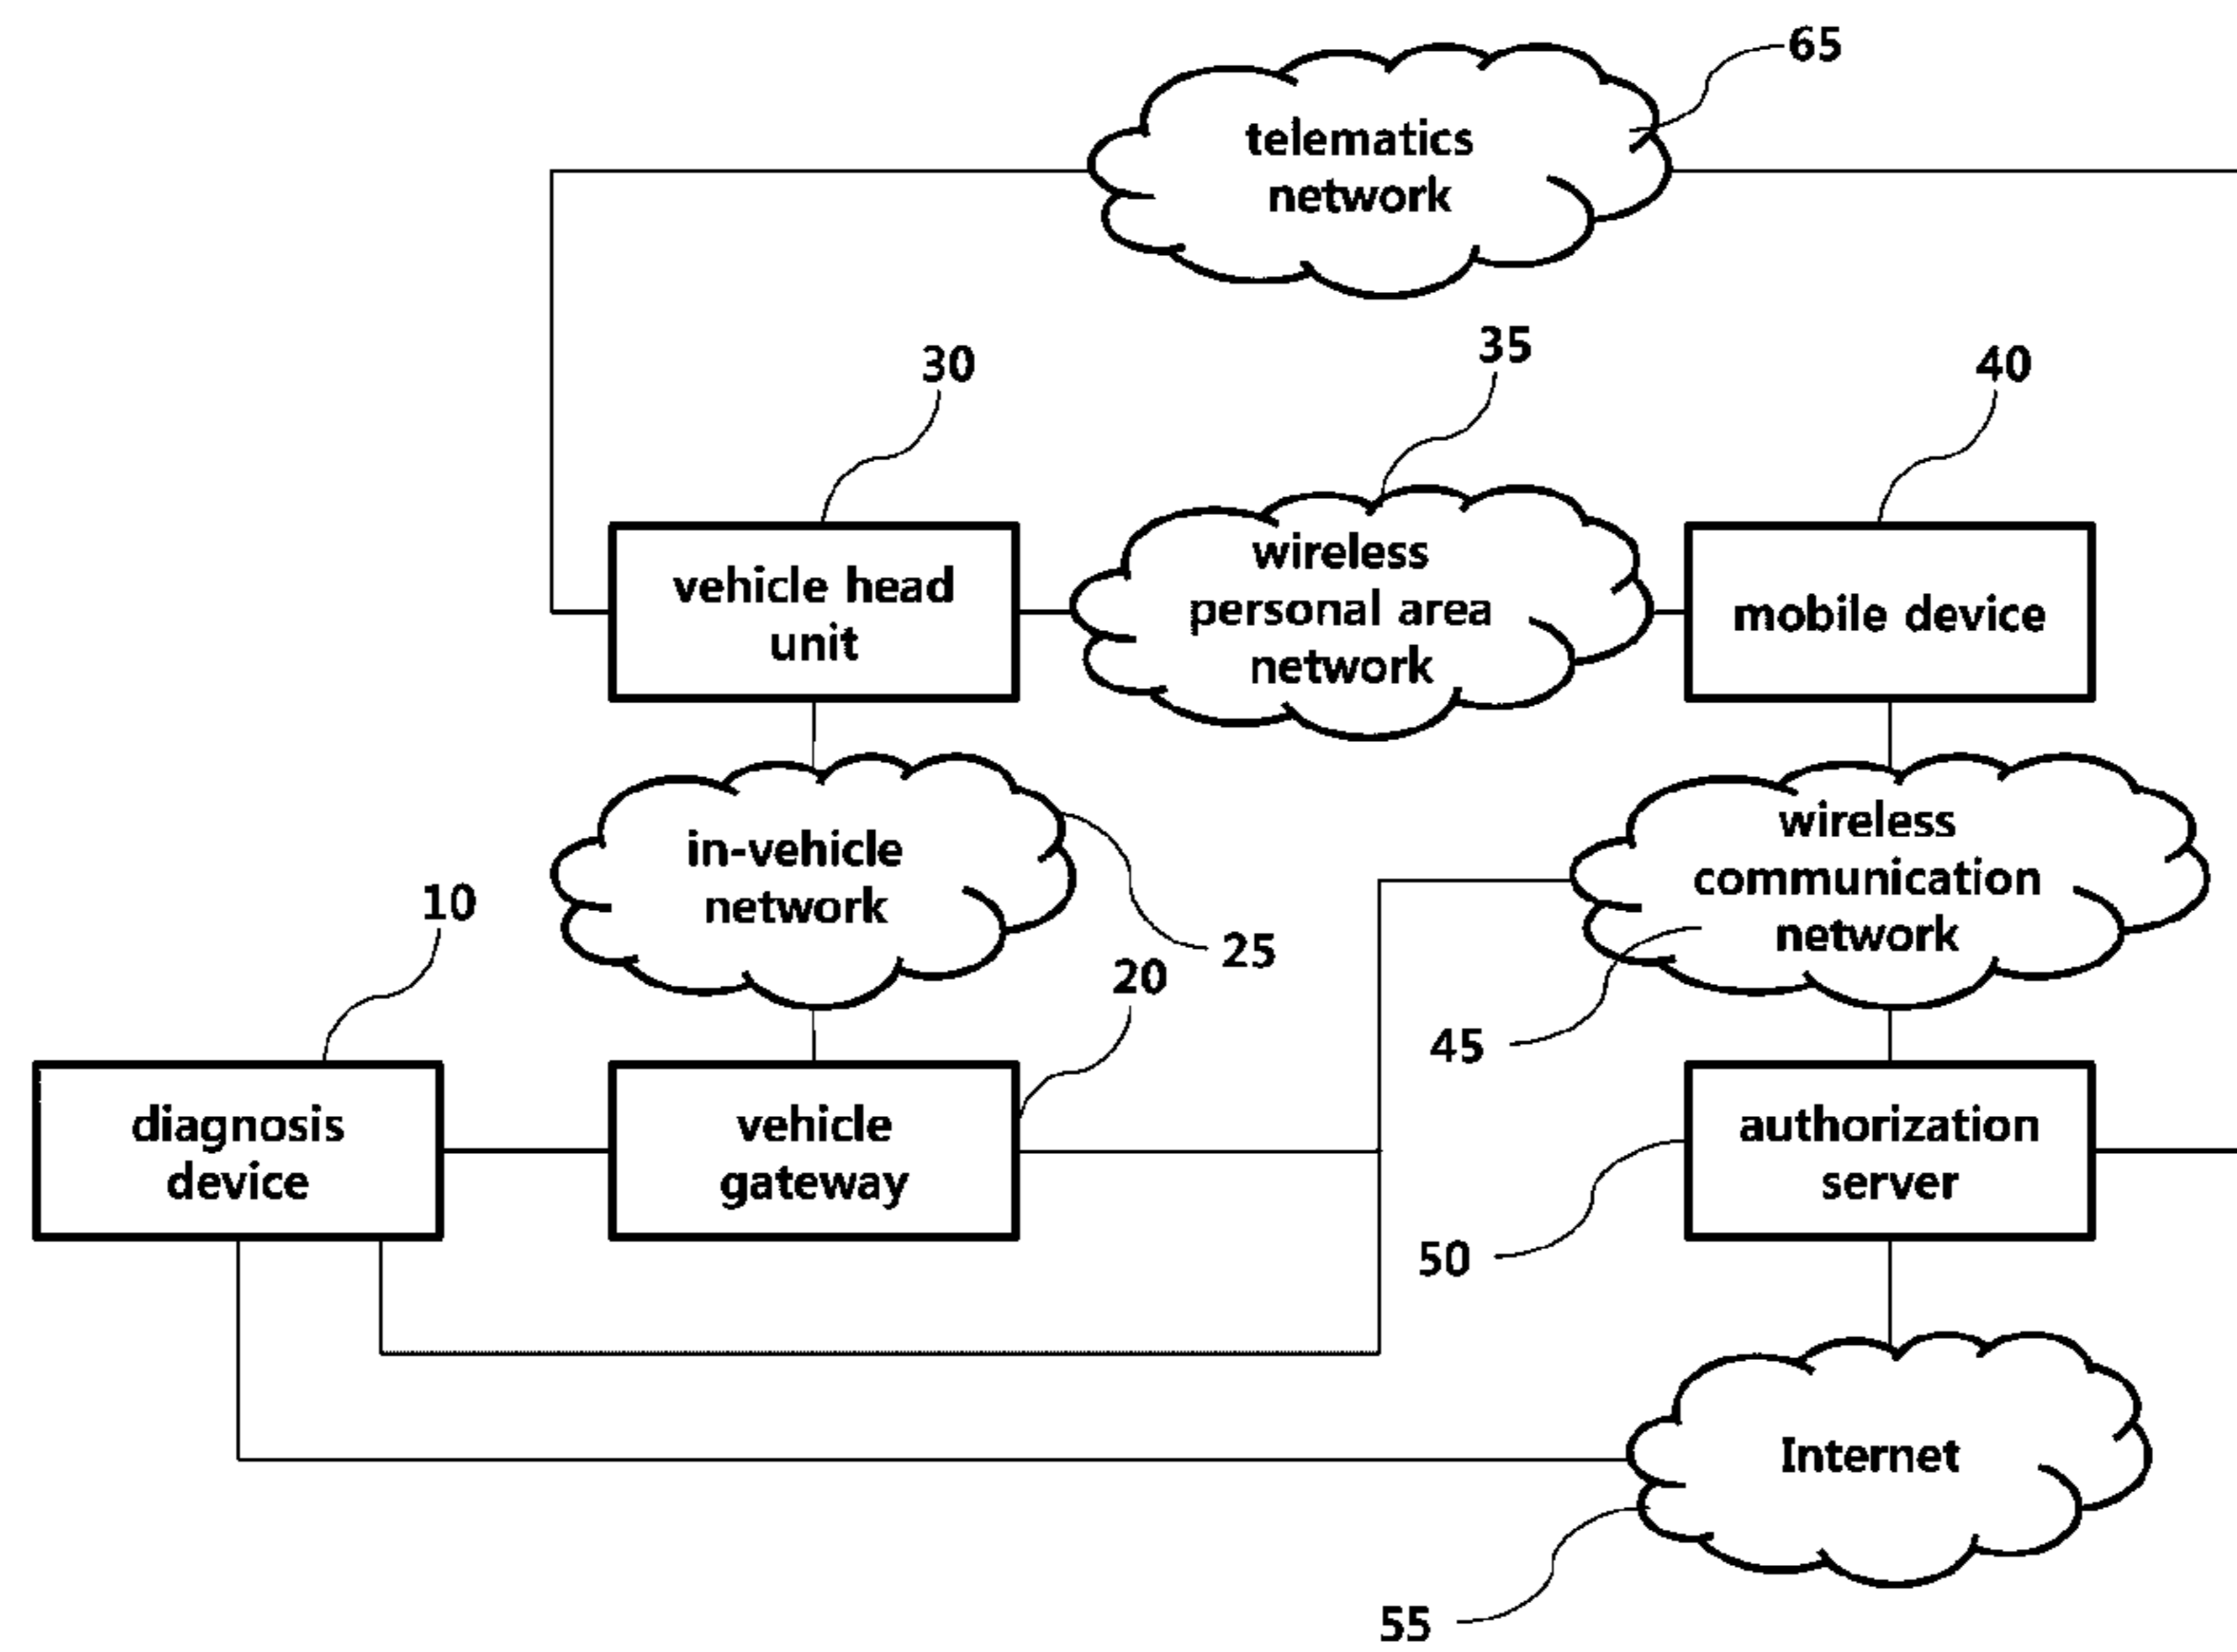 65
telematics
network
30
35
40
vehicle head
unit
wireless
personal area
network
mobile device
in-vehicle
network
25
wireless
communication
network
45
10
20
diagnosis
device
vehicle
gateway
authorization
server
50
Internet
55